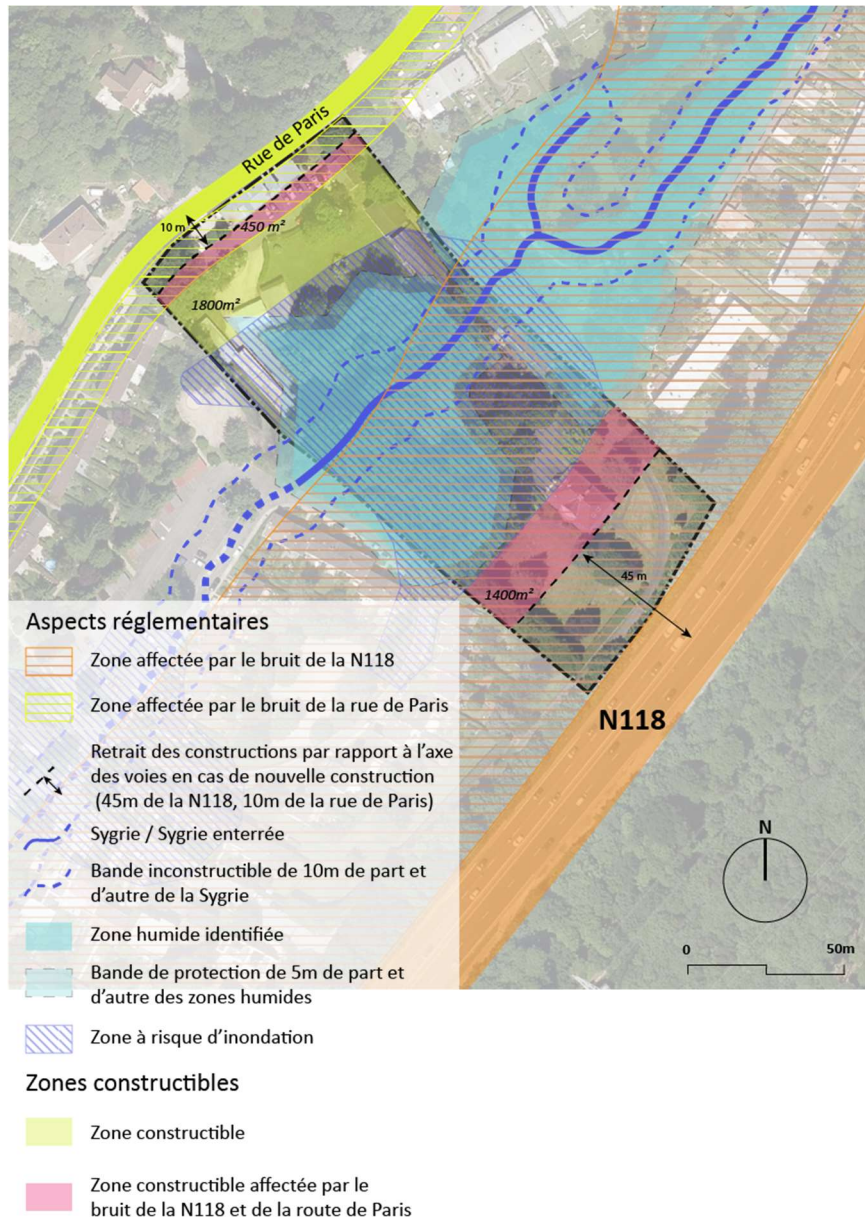 Rue de Paris
10 m
450 m²
1800m²
1400m²
45 m
N118
N
0 50m
Aspects réglementaires
Zone affectée par le bruit de la N118
Zone affectée par le bruit de la rue de Paris
Retrait des constructions par rapport à l'axe
des voies en cas de nouvelle construction
(45m de la N118, 10m de la rue de Paris)
Sygrie / Sygrie enterrée
Bande inconstructible de 10m de part et
d'autre de la Sygrie
Zone humide identifiée
Bande de protection de 5m de part et
d'autre des zones humides
Zone à risque d'inondation
Zones constructibles
Zone constructible
Zone constructible affectée par le
bruit de la N118 et de la route de Paris